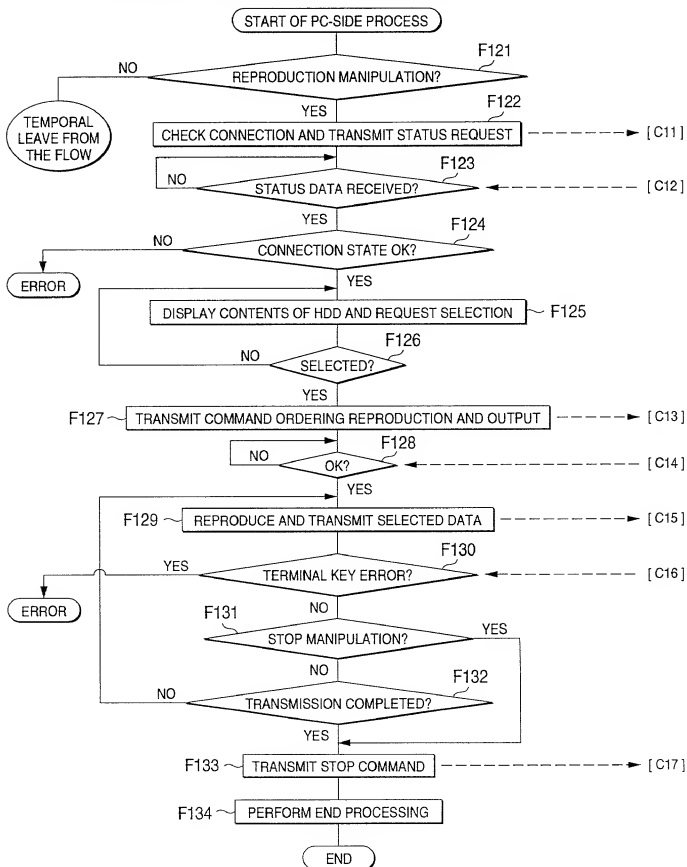 START OF PC-SIDE PROCESS
F121
NO
REPRODUCTION MANIPULATION?
YES
F122
TEMPORAL
LEAVE FROM
THE FLOW
CHECK CONNECTION AND TRANSMIT STATUS REQUEST
[C11]
F123
NO
STATUS DATA RECEIVED?
[C12]
YES
F124
NO
CONNECTION STATE OK?
ERROR
YES
DISPLAY CONTENTS OF HDD AND REQUEST SELECTION
F125
F126
NO
SELECTED?
YES
F127
TRANSMIT COMMAND ORDERING REPRODUCTION AND OUTPUT
[C13]
F128
NO
OK?
[C14]
YES
F129
REPRODUCE AND TRANSMIT SELECTED DATA
[C15]
F130
YES
TERMINAL KEY ERROR?
[C16]
ERROR
NO
F131
STOP MANIPULATION?
YES
NO
F132
NO
TRANSMISSION COMPLETED?
YES
F133
TRANSMIT STOP COMMAND
[C17]
F134
PERFORM END PROCESSING
END